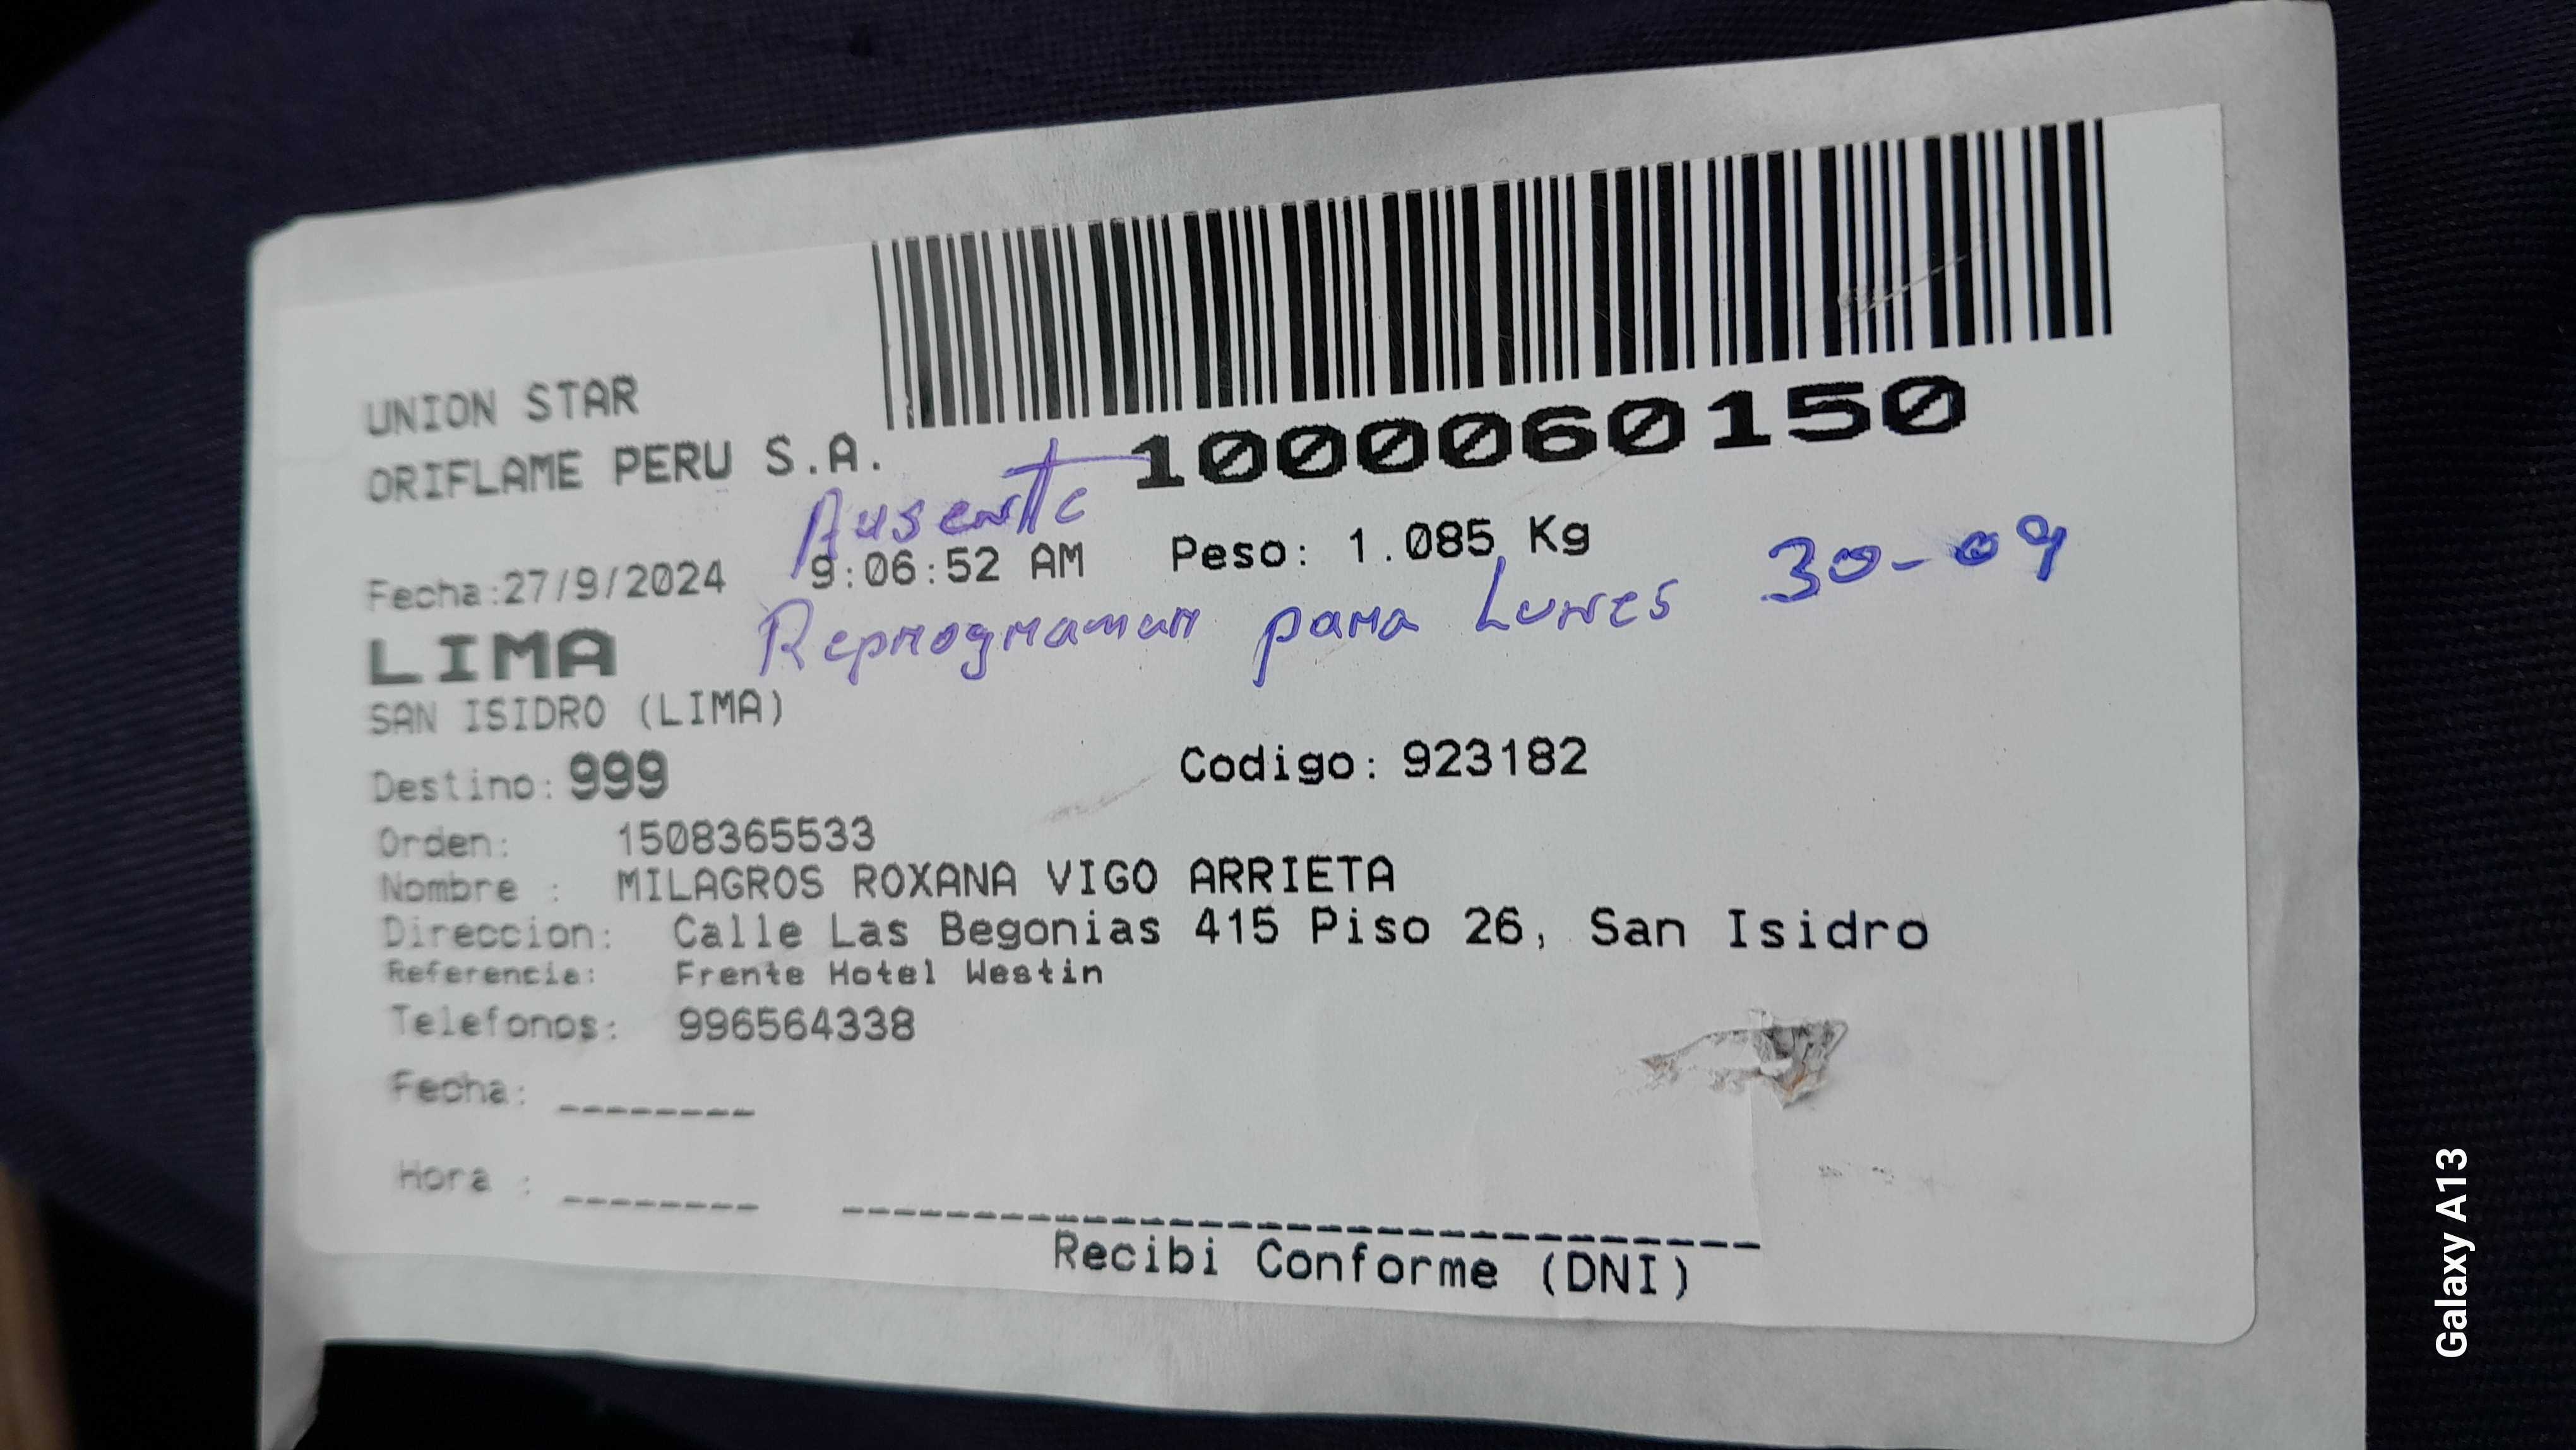 UNION STAR
ORIFLAME PERU S.A.
1000060150
Ausente
Fecha:27/9/2024 9:06:52 AM Peso: 1.085 Kg
Reprogramar para Lunes 30-09
LIMA
SAN ISIDRO (LIMA)
Destino: 999 Codigo: 923182
Orden: 1508365533
Nombre : MILAGROS ROXANA VIGO ARRIETA
Direccion: Calle Las Begonias 415 Piso 26, San Isidro
Referencia: Frente Hotel Westin
Telefonos: 996564338
Fecha: ________
Hora : ________
Recibi Conforme (DNI)
Galaxy A13